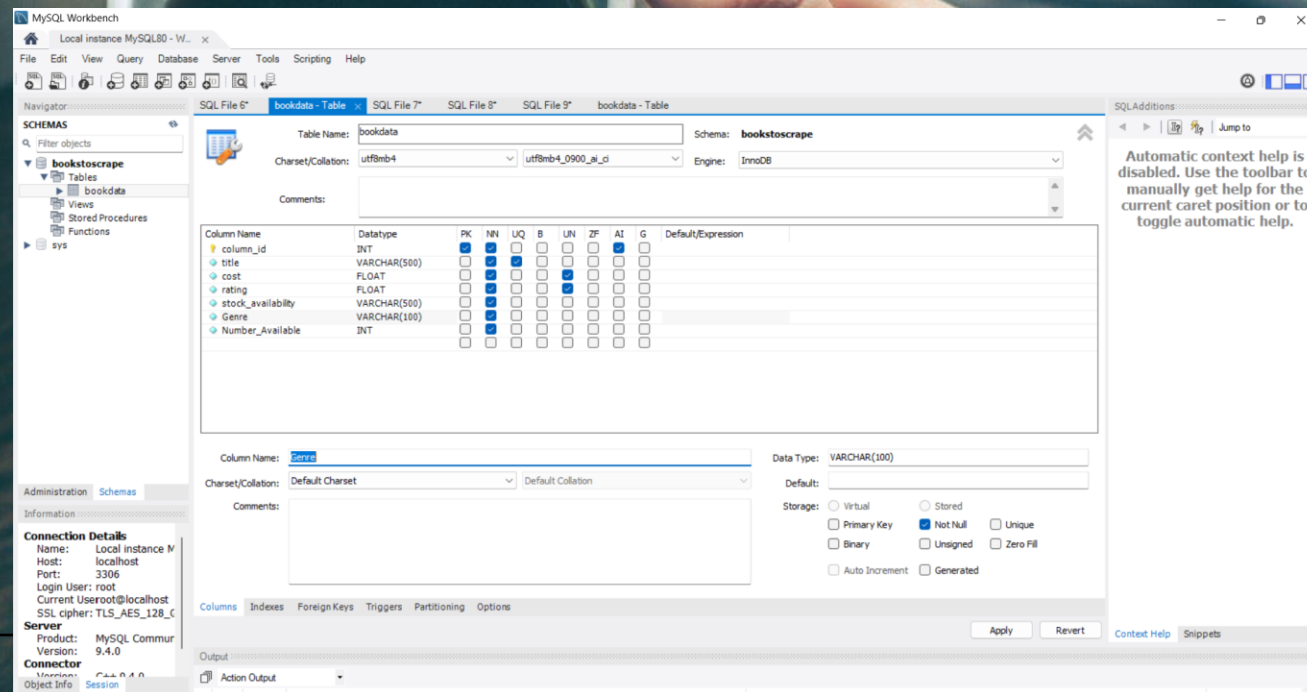 MySQL Workbench
Local instance MySQL80 - W...
File Edit View Query Database Server Tools Scripting Help
Navigator
SCHEMAS
Filter objects
bookstoscrape
Tables
bookdata
Views
Stored Procedures
Functions
sys
Administration Schemas
Information
Connection Details
Name: Local instance M
Host: localhost
Port: 3306
Login User: root
Current Useroot@localhost
SSL cipher: TLS_AES_128_
Server
Product: MySQL Commur
Version: 9.4.0
Connector
Version: C++ 9.4.0
Object Info Session
SQL File 6* bookdata - Table SQL File 7* SQL File 8* SQL File 9* bookdata - Table
Table Name: bookdata Schema: bookstoscrape
Charset/Collation: utf8mb4 utf8mb4_0900_ai_ci Engine: InnoDB
Comments:
Column Name Datatype PK NN UQ B UN ZF AI G Default/Expression
column_id INT
title VARCHAR(500)
cost FLOAT
rating FLOAT
stock_availability VARCHAR(500)
Genre VARCHAR(100)
Number_Available INT
Column Name: Genre Data Type: VARCHAR(100)
Charset/Collation: Default Charset Default Collation Default:
Comments: Storage: Virtual Stored
Primary Key Not Null Unique
Binary Unsigned Zero Fill
Auto Increment Generated
Columns Indexes Foreign Keys Triggers Partitioning Options
Apply Revert
Output
Action Output
SQLAdditions
Jump to
Automatic context help is
disabled. Use the toolbar to
manually get help for the
current caret position or to
toggle automatic help.
Context Help Snippets